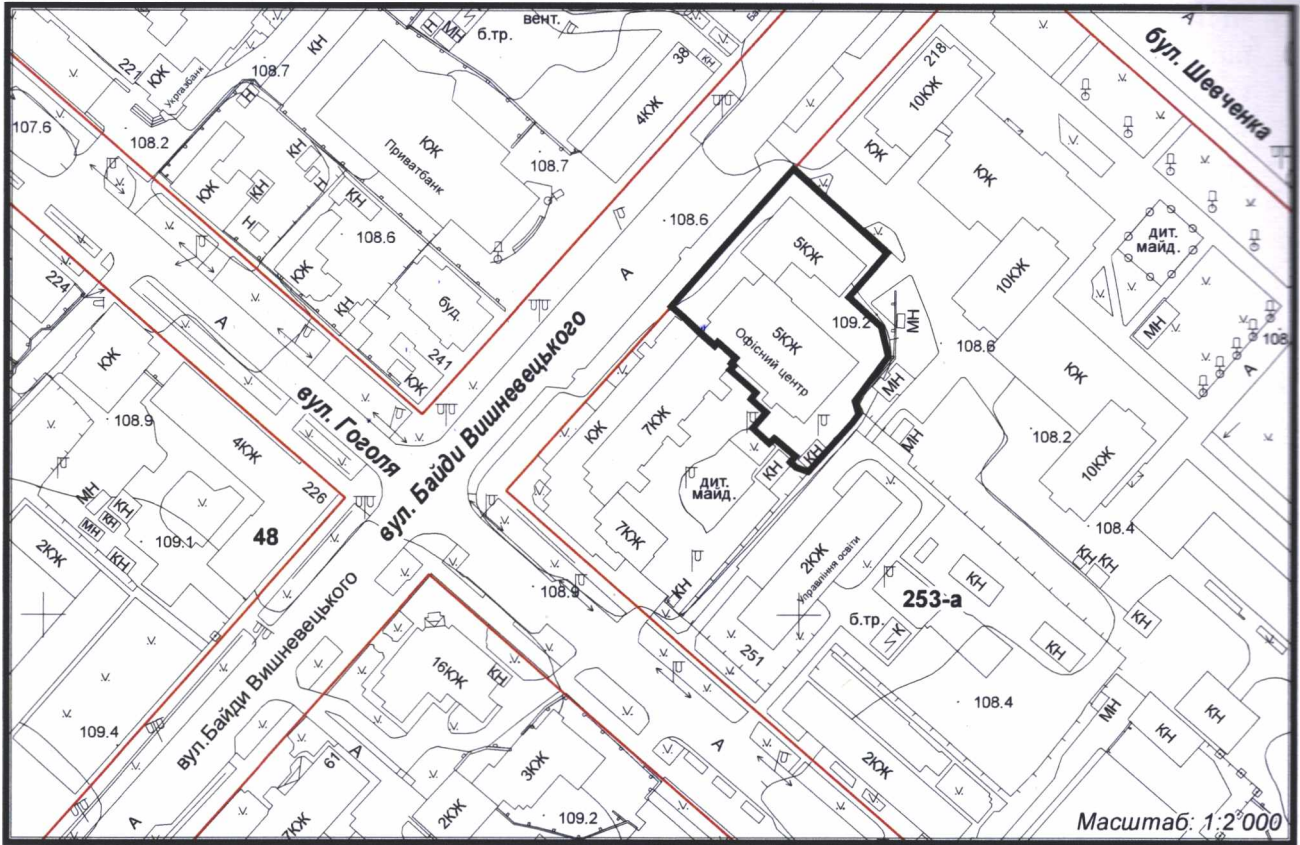 вент.
б.тр.
Н
МН
КН
38
КН
4КЖ
218
10КЖ
А
бул. Шевченка
221
КЖ
Укргазбанк
108.7
Н
107.6
108.2
КЖ
Приватбанк
108.7
КЖ
КЖ
КН
Н
КН
КЖ
КН
Н
108.6
108.6
5КЖ
дит.
майд.
224
А
КЖ
КН
буд.
А
10КЖ
109.2
МН
МН
108.6
108.
5КЖ
Офісний центр
241
КЖ
КЖ
А
МН
вул. Гоголя
вул. Байди Вишневецького
КЖ
7КЖ
КЖ
108.9
4КЖ
226
МН
КН
КН
МН
КН
109.1
48
2КЖ
МН
108.2
10КЖ
КН
КН
дит.
майд.
7КЖ
108.4
2КЖ
Управління освіти
КН КН
КН
108.9
КН
253-а
б.тр.
К
КН
КН
251
вул.Байди Вишневецького
16КЖ
КН
108.4
МН
КН
КН
109.4
61
А
А
3КЖ
2КЖ
А
7КЖ
2КЖ
109.2
Масштаб: 1:2 000